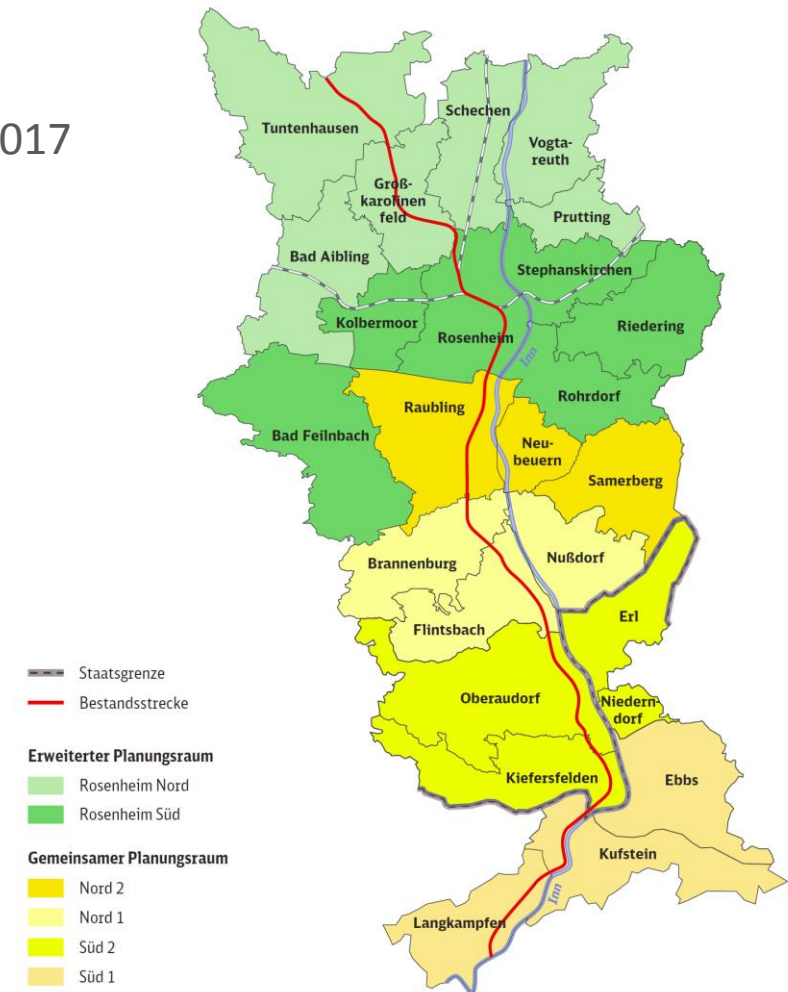 017
Tuntenhausen
Schechen
Vogta-
reuth
Groß-
karolinen
feld
Prutting
Bad Aibling
Stephanskirchen
Kolbermoor
Rosenheim
Riedering
Inn
Rohrdorf
Raubling
Bad Feilnbach
Neu-
beuern
Samerberg
Brannenburg
Nußdorf
Flintsbach
Erl
Oberaudorf
Niedern-
dorf
Kiefersfelden
Ebbs
Kufstein
Inn
Langkampfen
Staatsgrenze
Bestandsstrecke
Erweiterter Planungsraum
Rosenheim Nord
Rosenheim Süd
Gemeinsamer Planungsraum
Nord 2
Nord 1
Süd 2
Süd 1